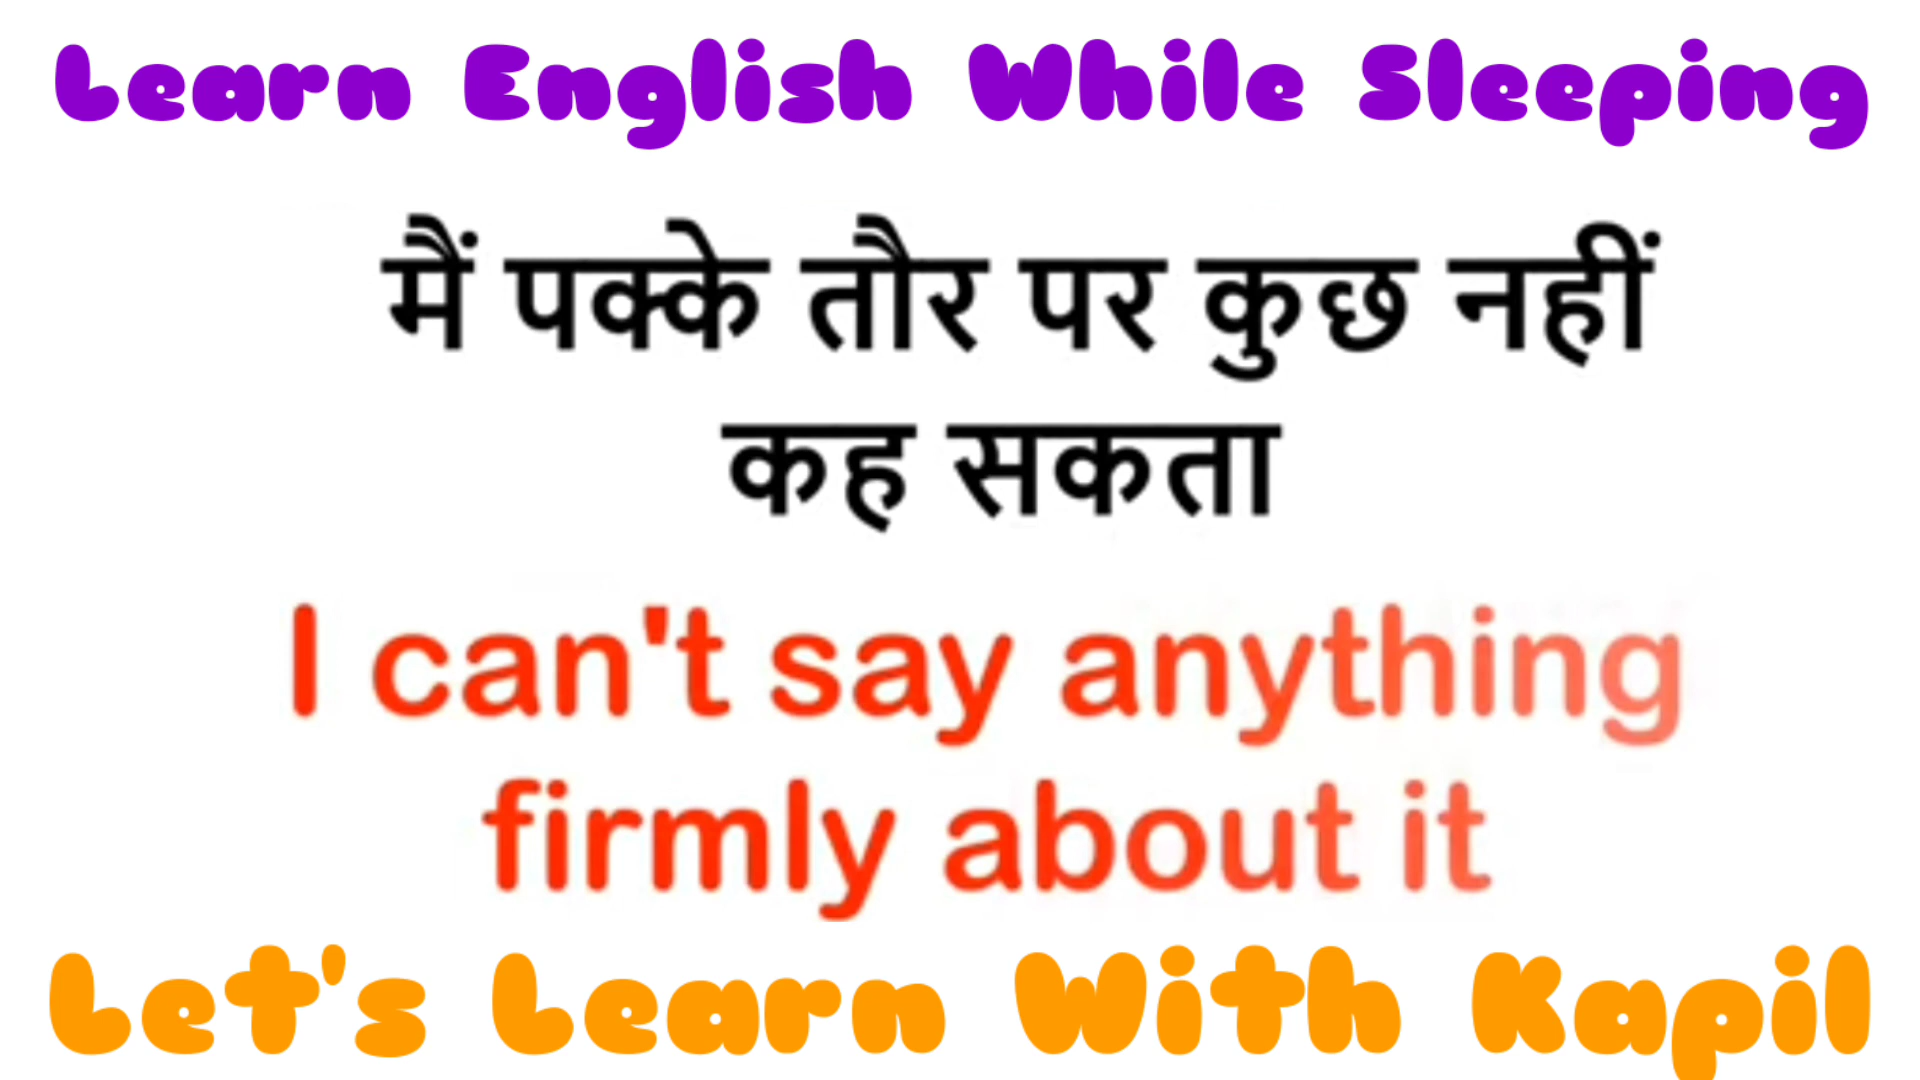 Learn English While Sleeping
मैं पक्के तौर पर कुछ नहीं
कह सकता
I can't say anything
firmly about it
Let's Learn With Kapil